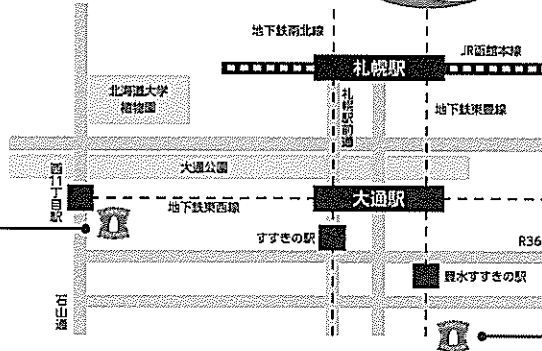 地下鉄南北線
JR函館本線
札幌駅
北海道大学
植物園
札幌駅前通
地下鉄東豊線
大通公園
西11丁目駅
大通駅
地下鉄東西線
すすきの駅
R36
豊水すすきの駅
石山通